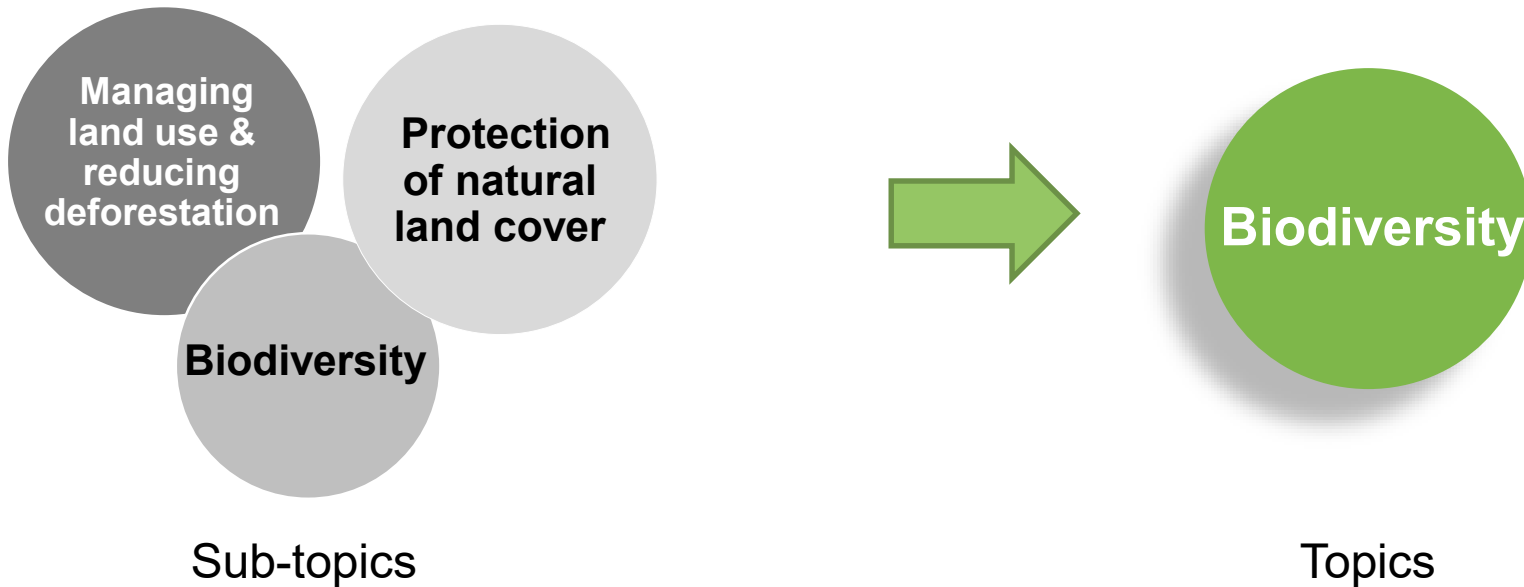 Managing
land use &
reducing
deforestation
Protection
of natural
land cover
Biodiversity
Biodiversity
Sub-topics
Topics